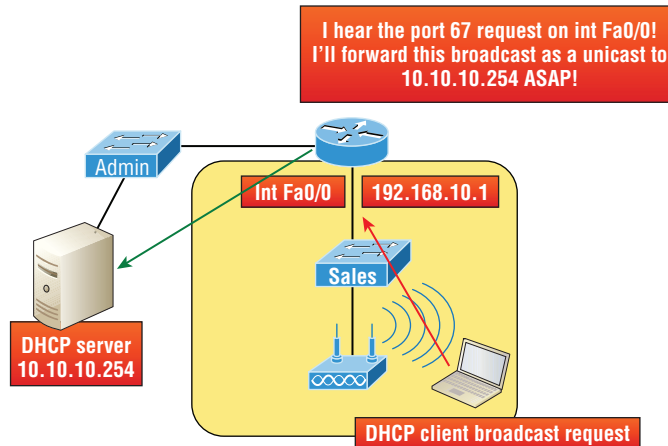 I hear the port 67 request on int Fa0/0!
I'll forward this broadcast as a unicast to
10.10.10.254 ASAP!
Admin
Int Fa0/0
192.168.10.1
Sales
DHCP server
10.10.10.254
DHCP client broadcast request